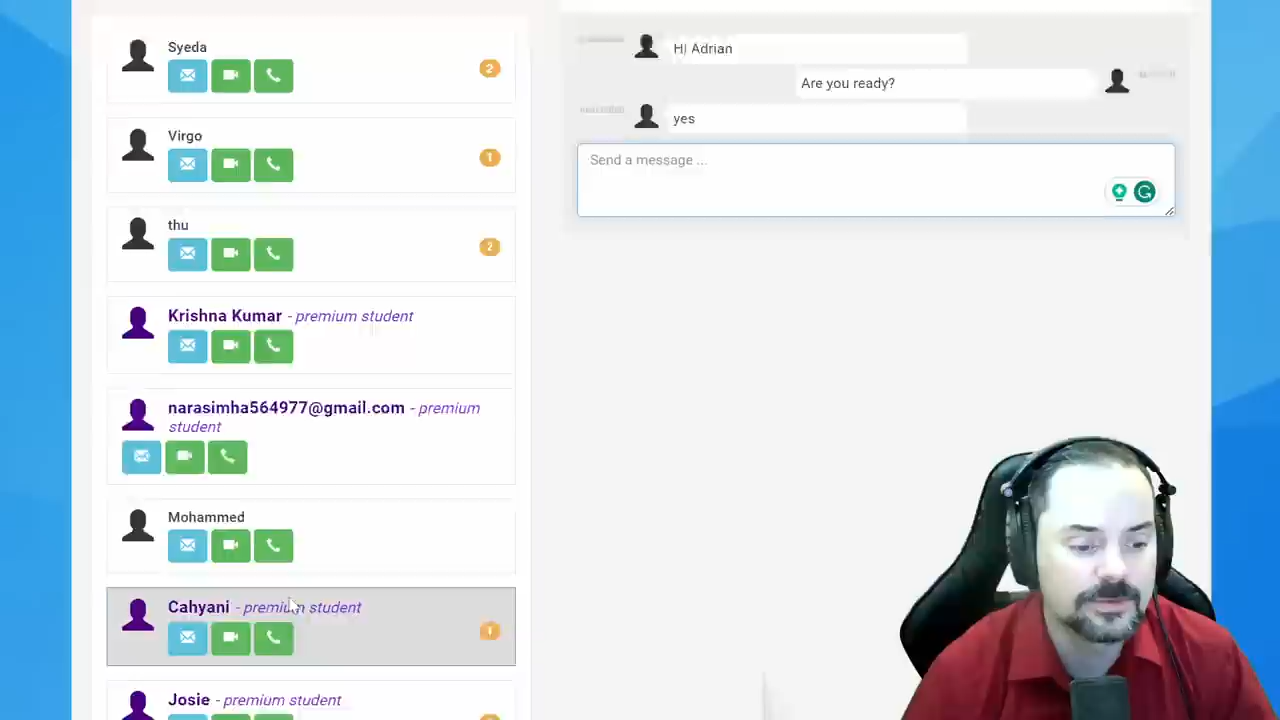 Syeda
2
Virgo
1
thu
2
Krishna Kumar - premium student
narasimha564977@gmail.com - premium
student
Mohammed
Cahyani - premium student
1
Josie - premium student
Hi Adrian
Are you ready?
yes
Send a message ...